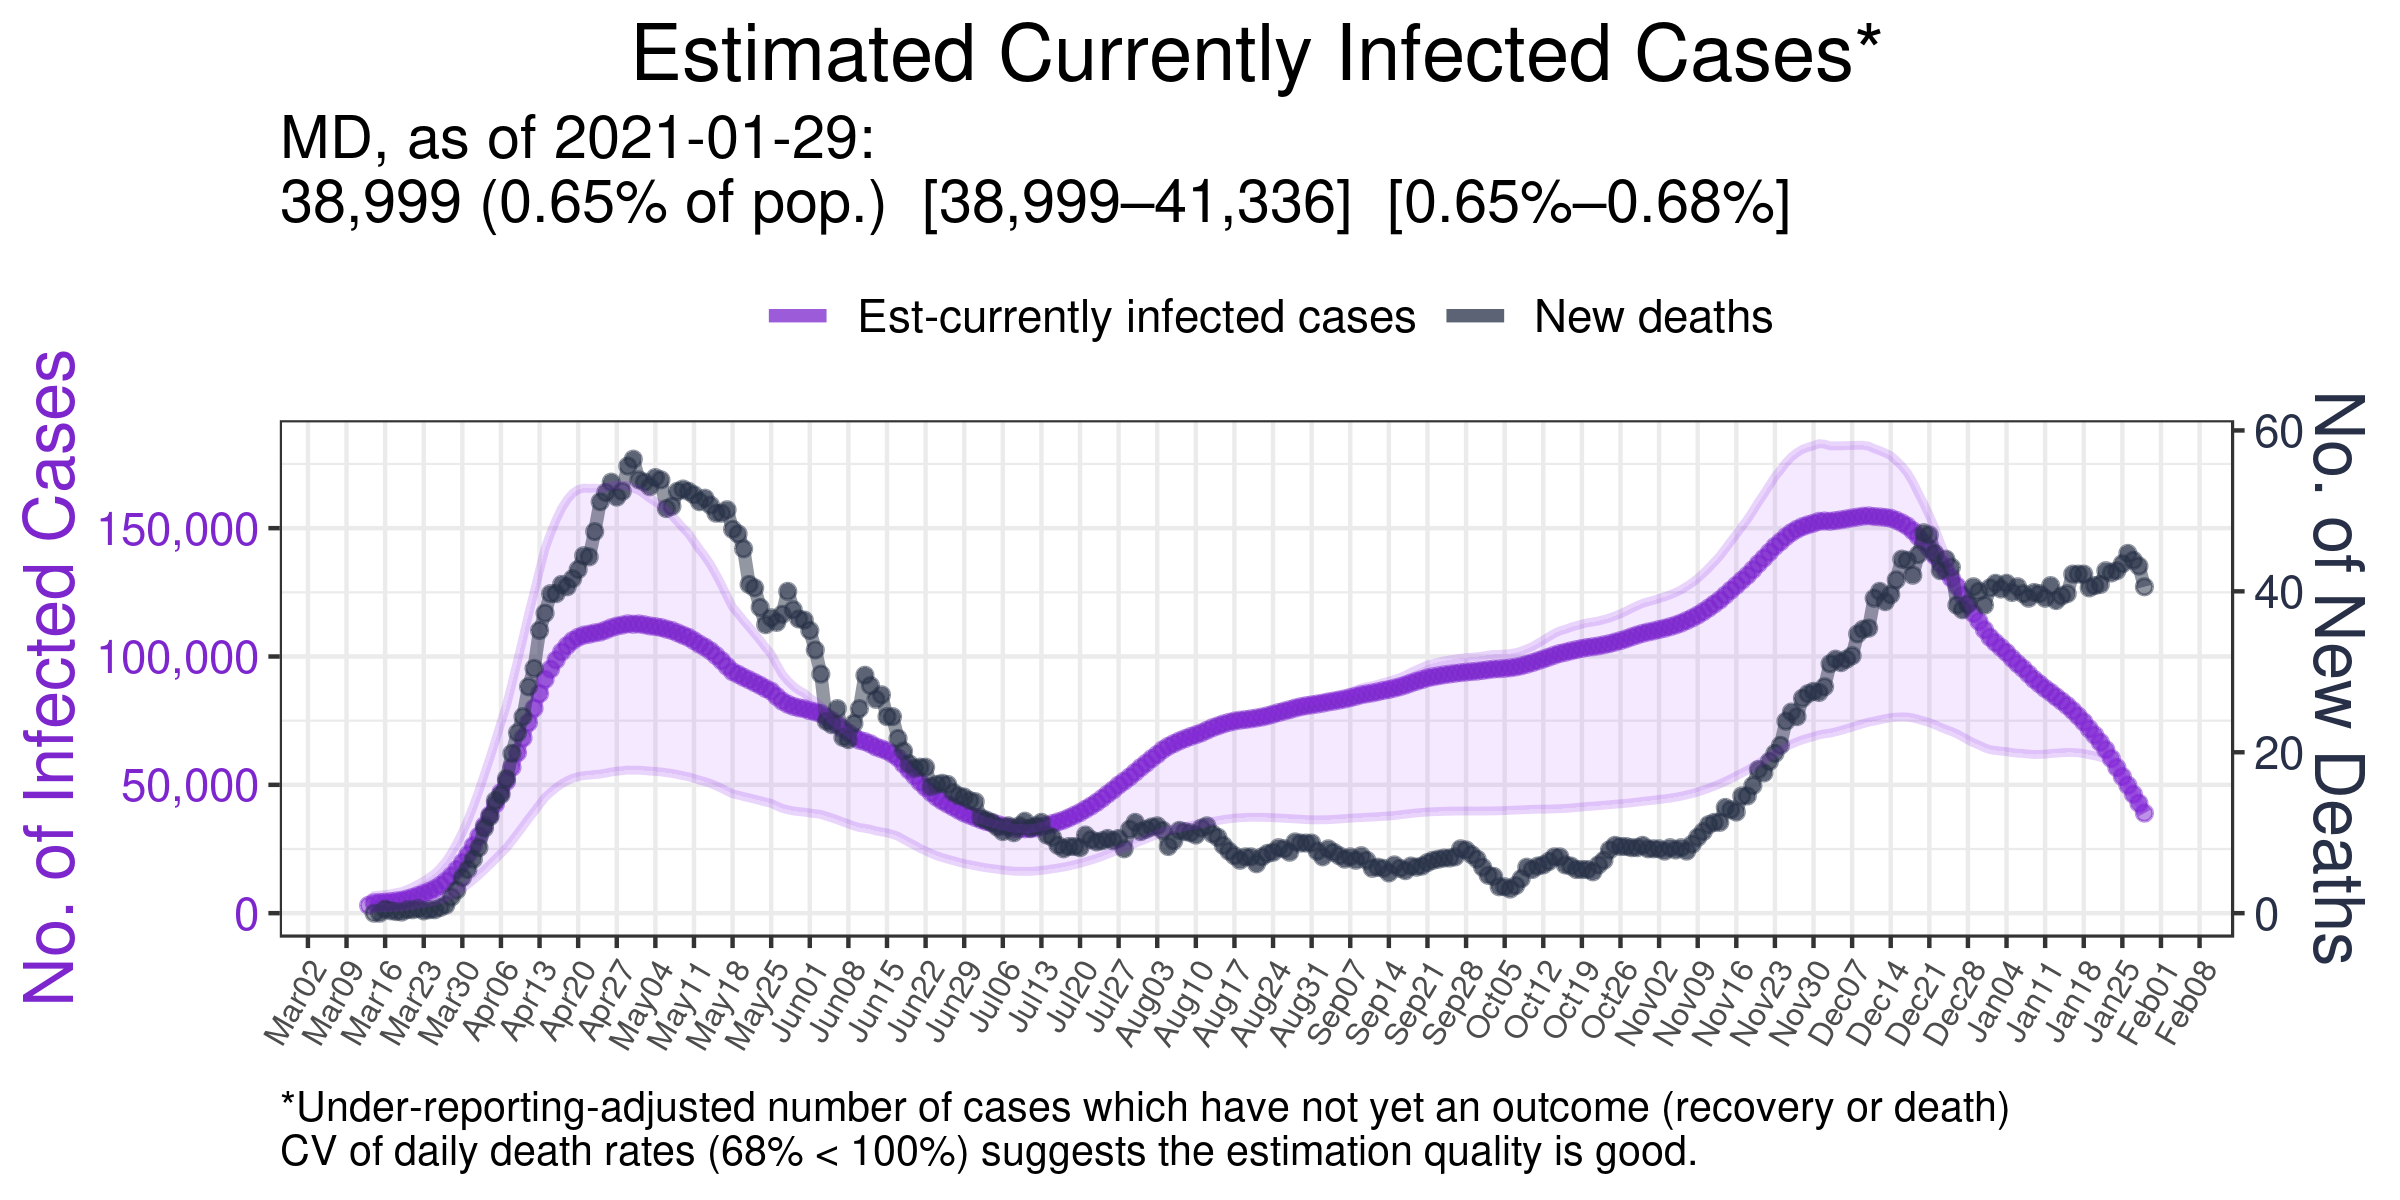 Estimated Currently Infected Cases*
MD, as of 2021-01-29:
38,999 (0.65% of pop.) [38,999–41,336] [0.65%–0.68%]
Est-currently infected cases
New deaths
No. of Infected Cases
150,000
100,000
50,000
0
60
40
20
0
No. of New Deaths
Mar02
Mar09
Mar16
Mar23
Mar30
Apr06
Apr13
Apr20
Apr27
May04
May11
May18
May25
Jun01
Jun08
Jun15
Jun22
Jun29
Jul06
Jul13
Jul20
Jul27
Aug03
Aug10
Aug17
Aug24
Aug31
Sep07
Sep14
Sep21
Sep28
Oct05
Oct12
Oct19
Oct26
Nov02
Nov09
Nov16
Nov23
Nov30
Dec07
Dec14
Dec21
Dec28
Jan04
Jan11
Jan18
Jan25
Feb01
Feb08
*Under-reporting-adjusted number of cases which have not yet an outcome (recovery or death)
CV of daily death rates (68% < 100%) suggests the estimation quality is good.